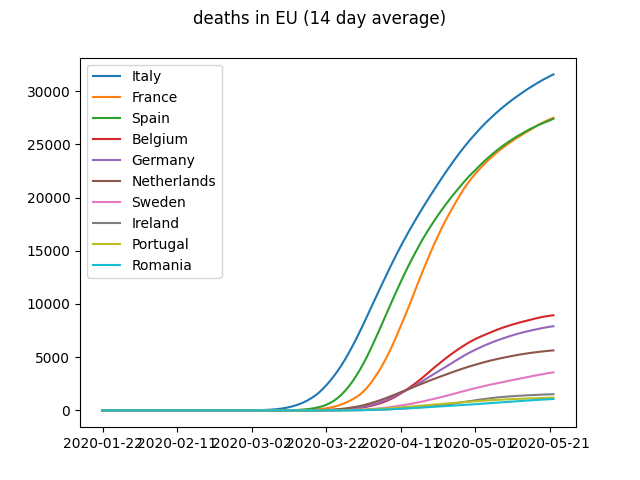 deaths in EU (14 day average)
Italy
France
Spain
Belgium
Germany
Netherlands
Sweden
Ireland
Portugal
Romania
30000
25000
20000
15000
10000
5000
0
2020-01-22 2020-02-11 2020-03-02 2020-03-22 2020-04-11 2020-05-01 2020-05-21